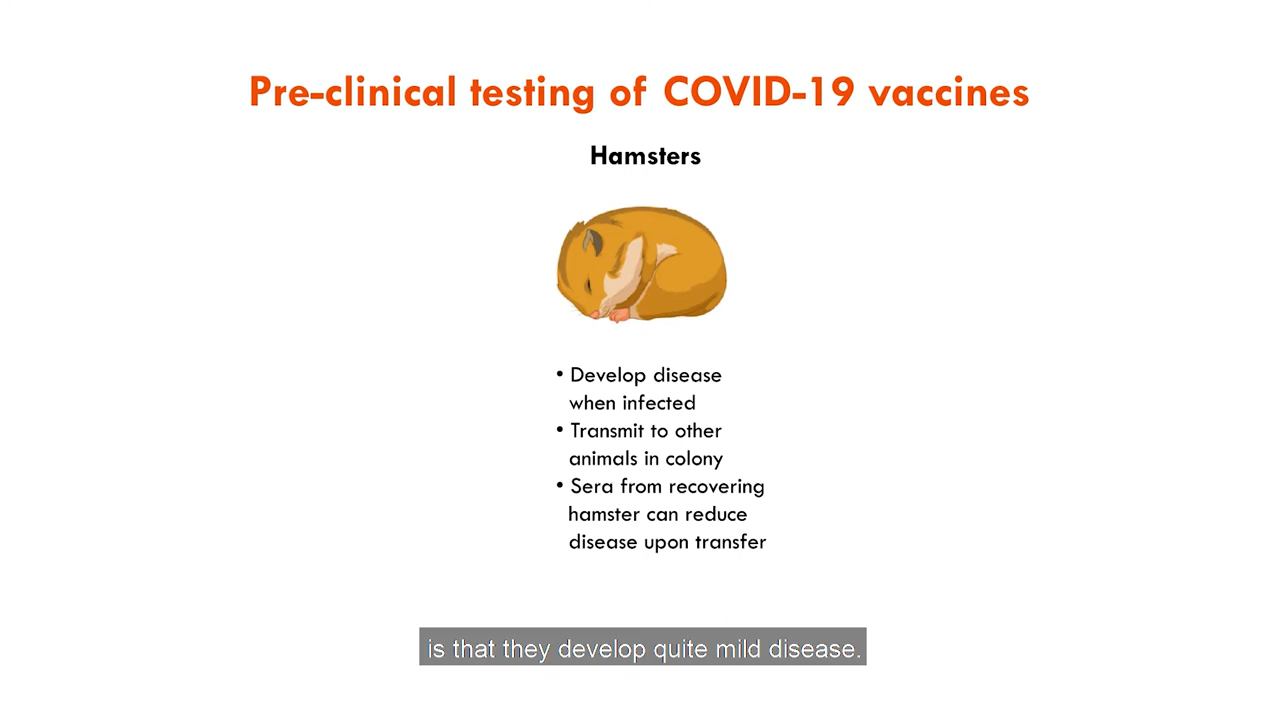 Pre-clinical testing of COVID-19 vaccines
Hamsters
• Develop disease
when infected
• Transmit to other
animals in colony
• Sera from recovering
hamster can reduce
disease upon transfer
is that they develop quite mild disease.